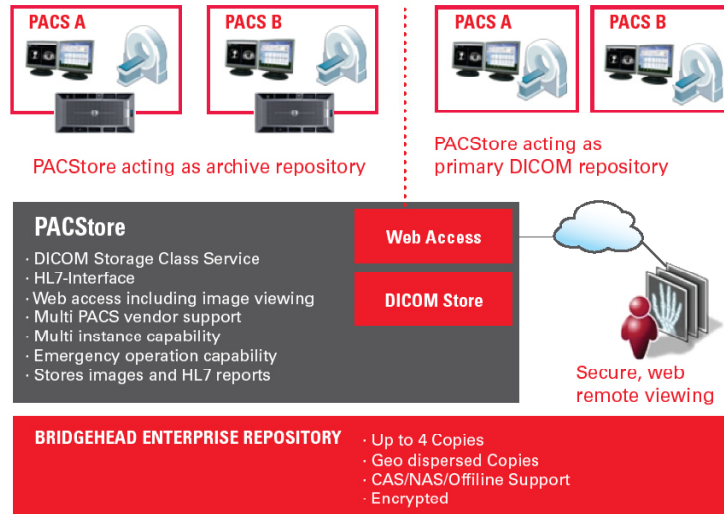 PACS A
PACS B
PACStore acting as archive repository
PACS A
PACS B
PACStore acting as
primary DICOM repository
PACStore
· DICOM Storage Class Service
· HL7-Interface
· Web access including image viewing
· Multi PACS vendor support
· Multi instance capability
· Emergency operation capability
· Stores images and HL7 reports
Web Access
DICOM Store
Secure, web
remote viewing
BRIDGEHEAD ENTERPRISE REPOSITORY
· Up to 4 Copies
· Geo dispersed Copies
· CAS/NAS/Offiline Support
· Encrypted